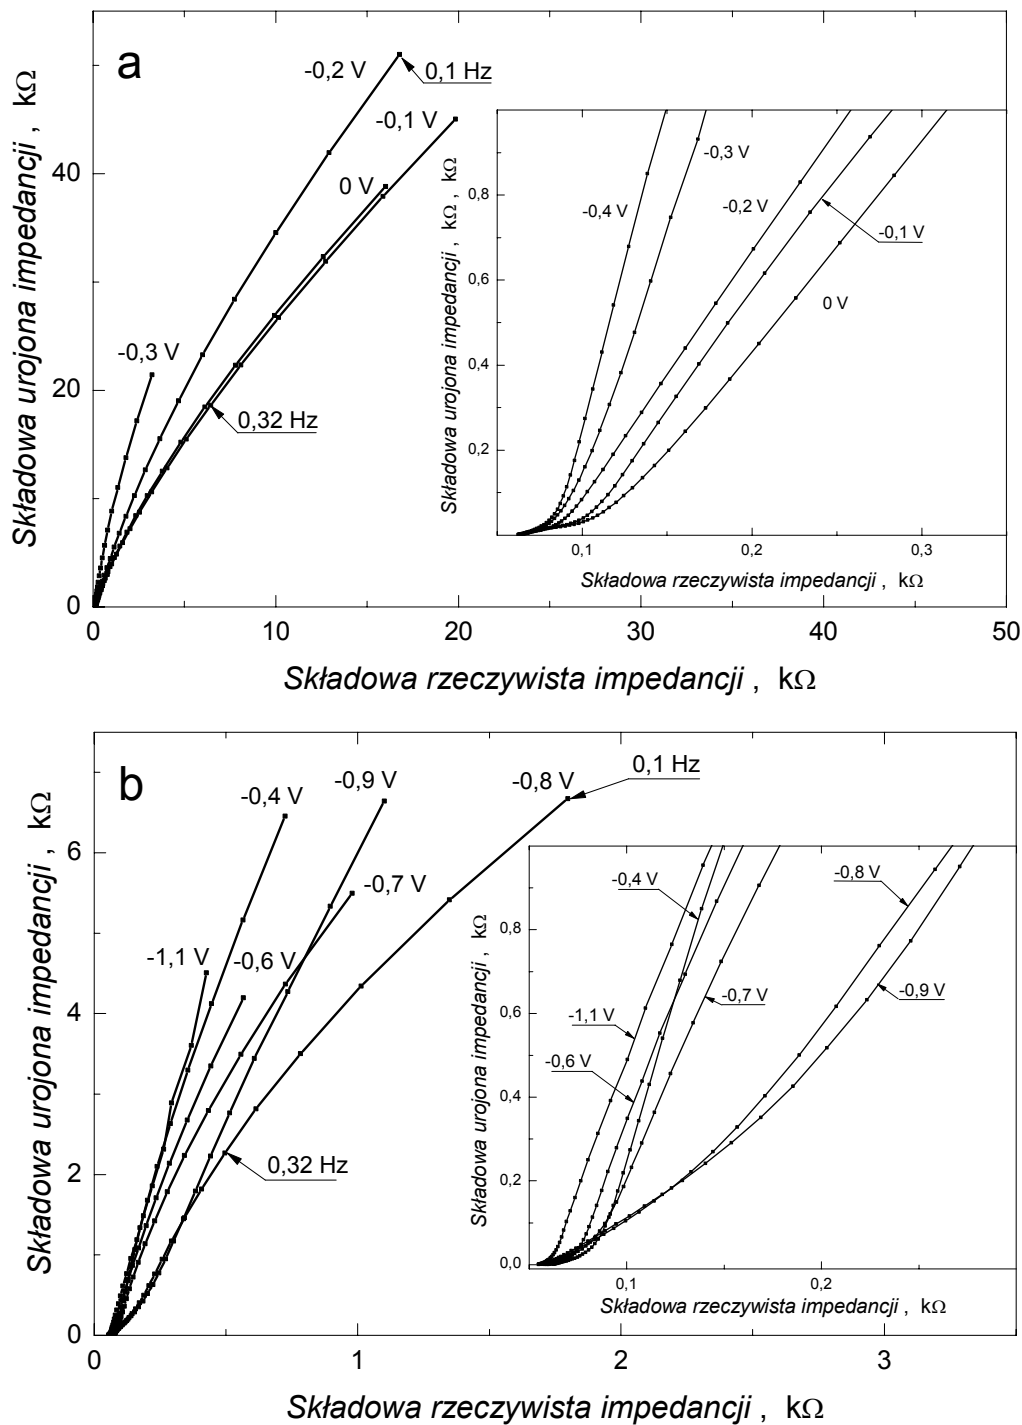 a
-0,2 V
0,1 Hz
-0,1 V
0 V
-0,3 V
0,32 Hz
40
20
0
0
10
20
30
40
50
Składowa urojona impedancji , kΩ
Składowa rzeczywista impedancji , kΩ
-0,4 V
-0,3 V
-0,2 V
-0,1 V
0 V
0,8
0,6
0,4
0,2
0,1
0,2
0,3
Składowa urojona impedancji , kΩ , kΩ
Składowa rzeczywista impedancji , kΩ
b
-0,4 V
-0,9 V
-0,8 V
0,1 Hz
-0,7 V
-0,6 V
-1,1 V
0,32 Hz
6
4
2
0
0
1
2
3
Składowa urojona impedancji , kΩ
Składowa rzeczywista impedancji , kΩ
-0,4 V
-0,8 V
-0,7 V
-0,9 V
-1,1 V
-0,6 V
0,8
0,6
0,4
0,2
0,0
0,1
0,2
Składowa urojona impedancji , kΩ
Składowa rzeczywista impedancji , kΩ